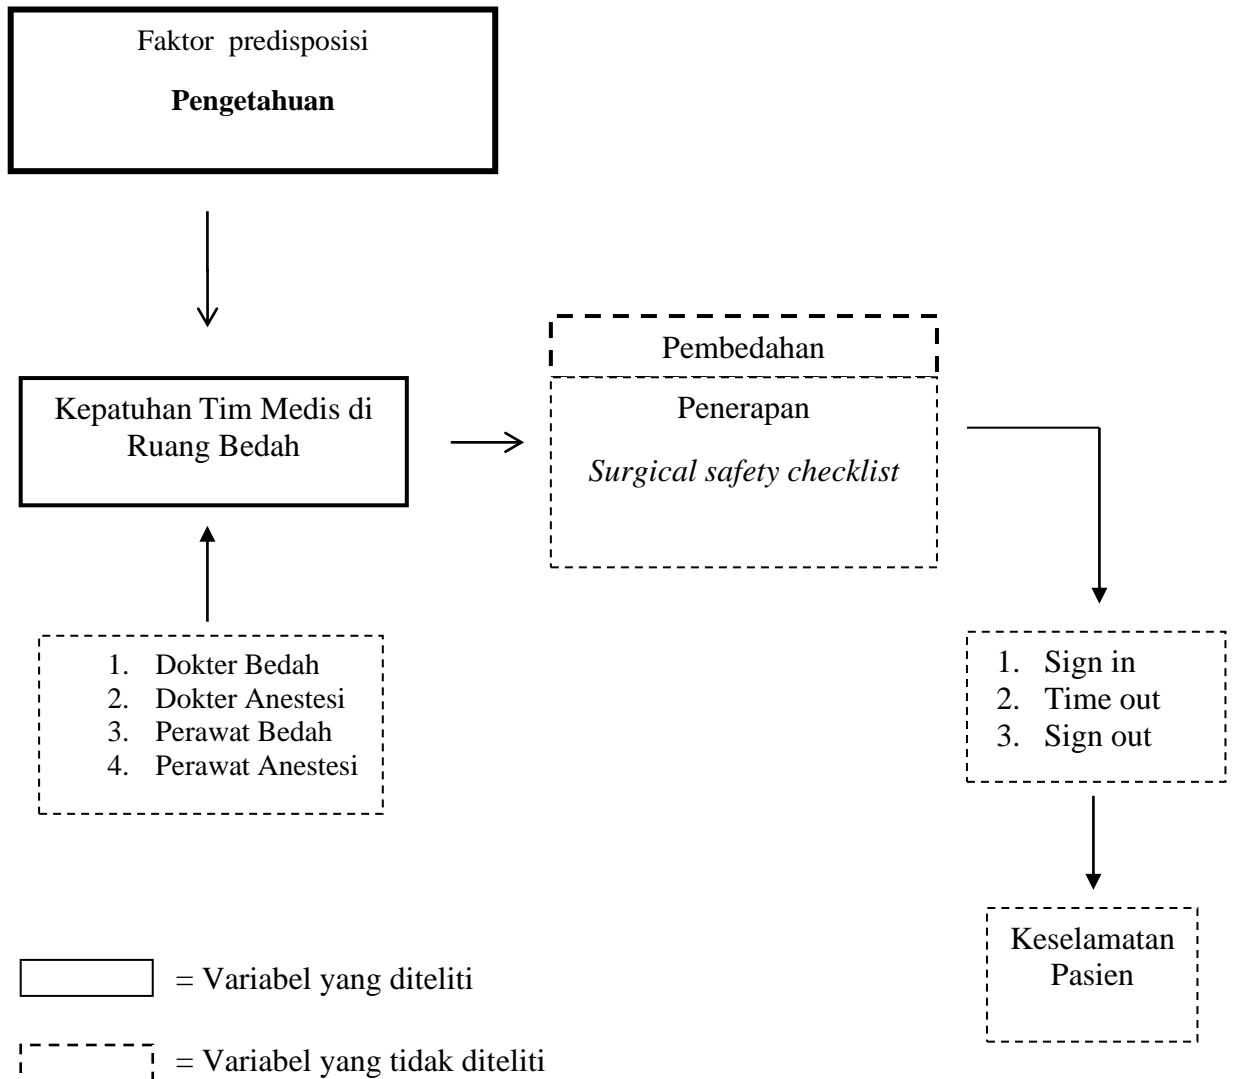 Faktor predisposisi
Pengetahuan
Kepatuhan Tim Medis di
Ruang Bedah
Pembedahan
Penerapan
Surgical safety checklist
1. Dokter Bedah
2. Dokter Anestesi
3. Perawat Bedah
4. Perawat Anestesi
1. Sign in
2. Time out
3. Sign out
Keselamatan
Pasien
= Variabel yang diteliti
= Variabel yang tidak diteliti